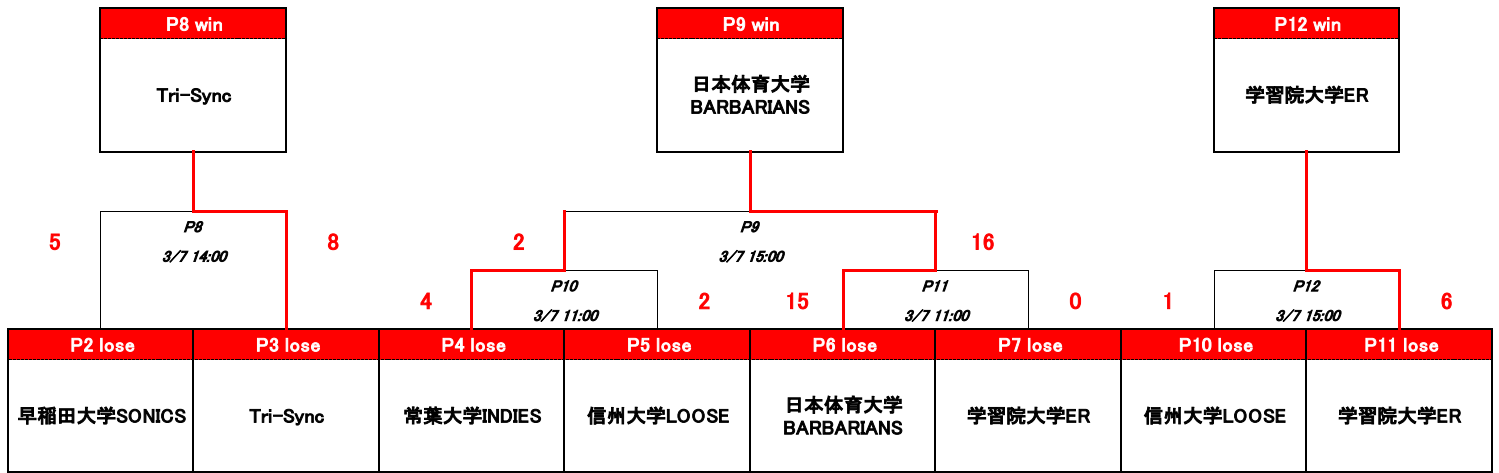 P8 win
P9 win
P12 win
Tri-Sync
日本体育大学
BARBARIANS
学習院大学ER
P8
3/7 14:00
5
8
P9
3/7 15:00
2
16
P10
3/7 11:00
4
2
P11
3/7 11:00
15
0
P12
3/7 15:00
1
6
P2 lose
P3 lose
P4 lose
P5 lose
P6 lose
P7 lose
P10 lose
P11 lose
早稲田大学SONICS
Tri-Sync
常葉大学INDIES
信州大学LOOSE
日本体育大学
BARBARIANS
学習院大学ER
信州大学LOOSE
学習院大学ER